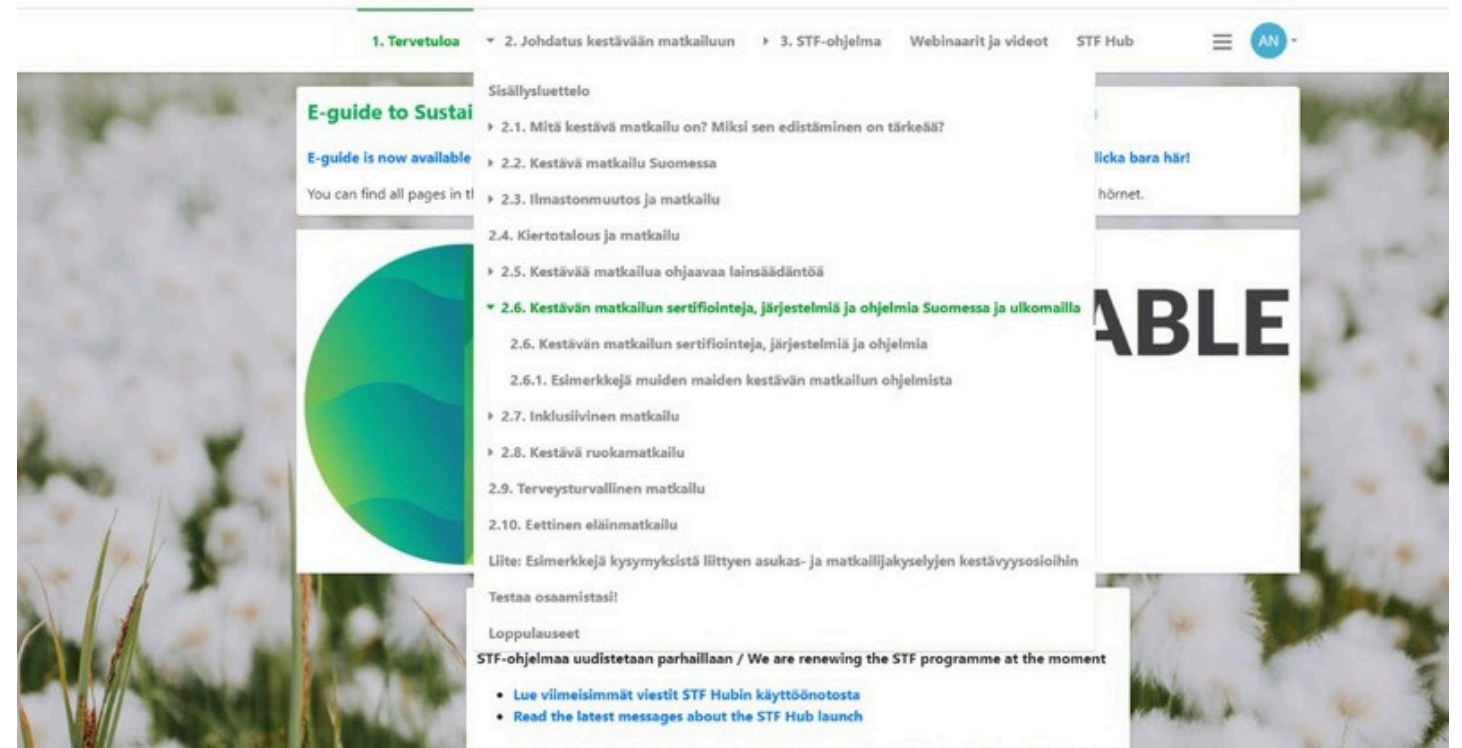 1. Tervetuloa 2. Johdatus kestävään matkailuun 3. STF-ohjelma Webinaarit ja videot STF Hub AN
Sisällysluettelo
E-guide to
2.1. Mitä kestävä matkailu on? Miksi sen edistäminen on tärkeää?
E-guide is now available
2.2. Kestävä matkailu Suomessa
bara här!
You can find all pages in
2.3. Ilmastonmuutos ja matkailu
hörnet.
2.4. Kiertotalous ja matkailu
2.5. Kestävää matkailua ohjaavaa lainsäädäntöä
2.6. Kestävän matkailun sertifiointeja, järjestelmiä ja ohjelmia Suomessa ja ulkomailla
ABLE
2.6. Kestävän matkailun sertifiointeja, järjestelmiä ja ohjelmia
2.6.1. Esimerkkejä muiden maiden kestävän matkailun ohjelmista
2.7. Inklusiivinen matkailu
2.8. Kestävä ruokamatkailu
2.9. Terveysturvallinen matkailu
2.10. Eettinen eläinmatkailu
Liite: Esimerkkejä kysymyksistä liittyen asukas- ja matkailijakyselyjen kestävyysosioihin
Testaa osaamistasi!
Loppulauseet
STF-ohjelmaa uudistetaan parhaillaan / We are renewing the STF programme at the moment
Lue viimeisimmät viestit STF Hubin käyttöönotosta
Read the latest messages about the STF Hub launch